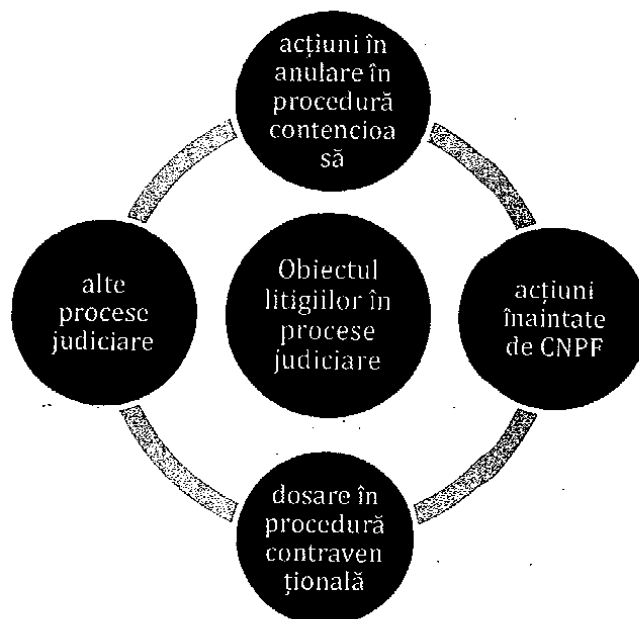 acțiuni în
anulare în
procedură
contencioa
să
alte
procese
judiciare
Obiectul
litigiilor în
procese
judiciare
acțiuni
înaintate
de CNPF
dosare în
procedură
contraven
țională